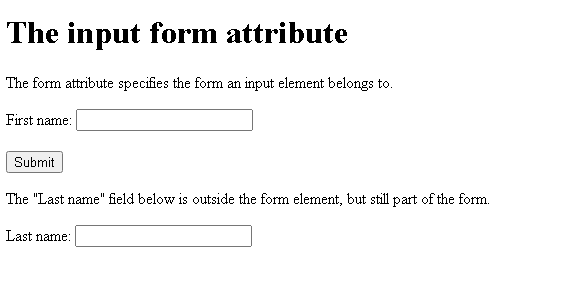 The input form attribute
The form attribute specifies the form an input element belongs to.
First name:
Submit
The "Last name" field below is outside the form element, but still part of the form.
Last name: